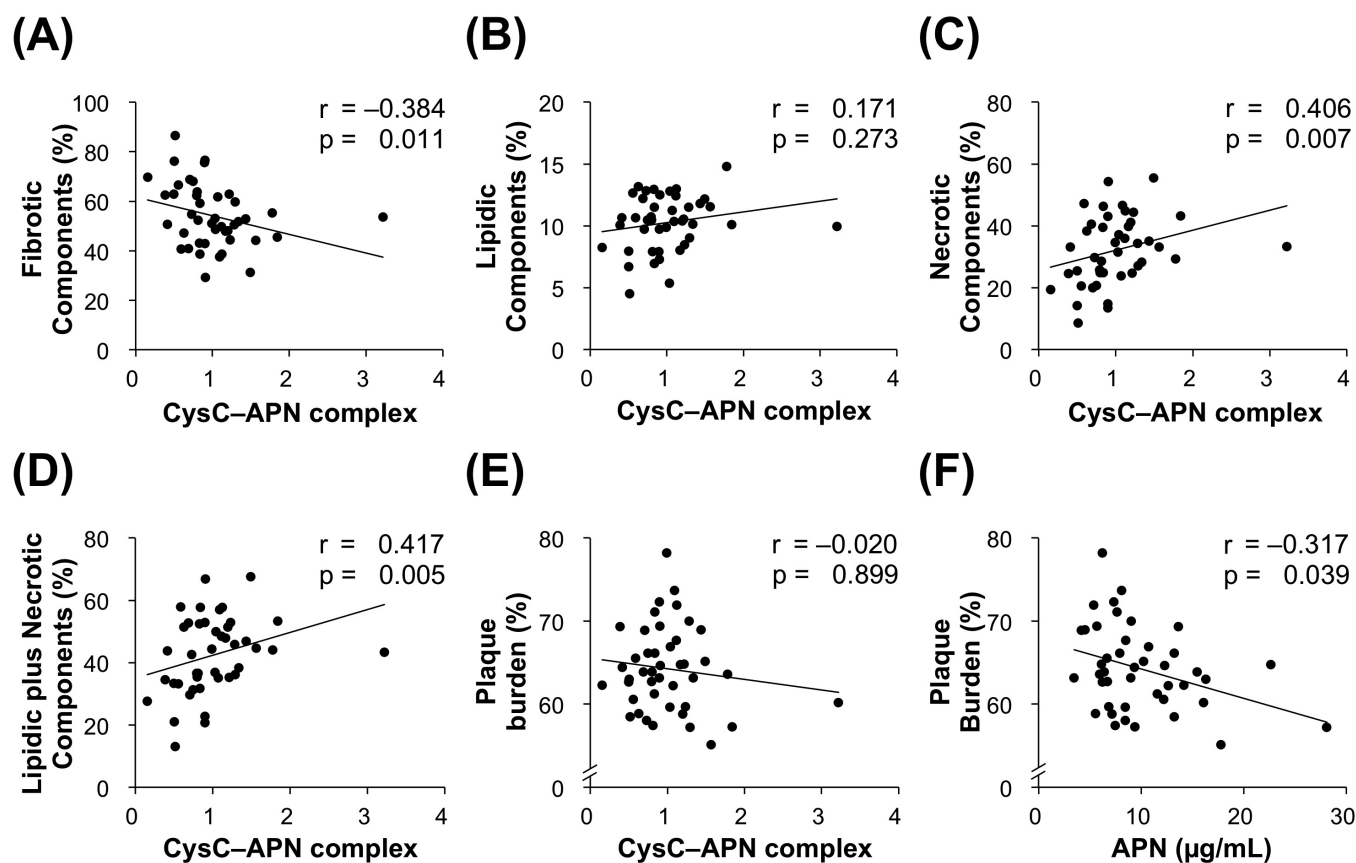 (A)
Fibrotic
Components (%)
100
80
60
40
20
0
r = –0.384
p = 0.011
0 1 2 3 4
CysC–APN complex
(B)
Lipidic
Components (%)
20
15
10
5
0
r = 0.171
p = 0.273
0 1 2 3 4
CysC–APN complex
(C)
Necrotic
Components (%)
80
60
40
20
0
r = 0.406
p = 0.007
0 1 2 3 4
CysC–APN complex
(D)
Lipidic plus Necrotic
Components (%)
80
60
40
20
0
r = 0.417
p = 0.005
0 1 2 3 4
CysC–APN complex
(E)
Plaque
burden (%)
80
70
60
0
r = –0.020
p = 0.899
0 1 2 3 4
CysC–APN complex
(F)
Plaque
Burden (%)
80
70
60
0
r = –0.317
p = 0.039
0 10 20 30
APN (µg/mL)